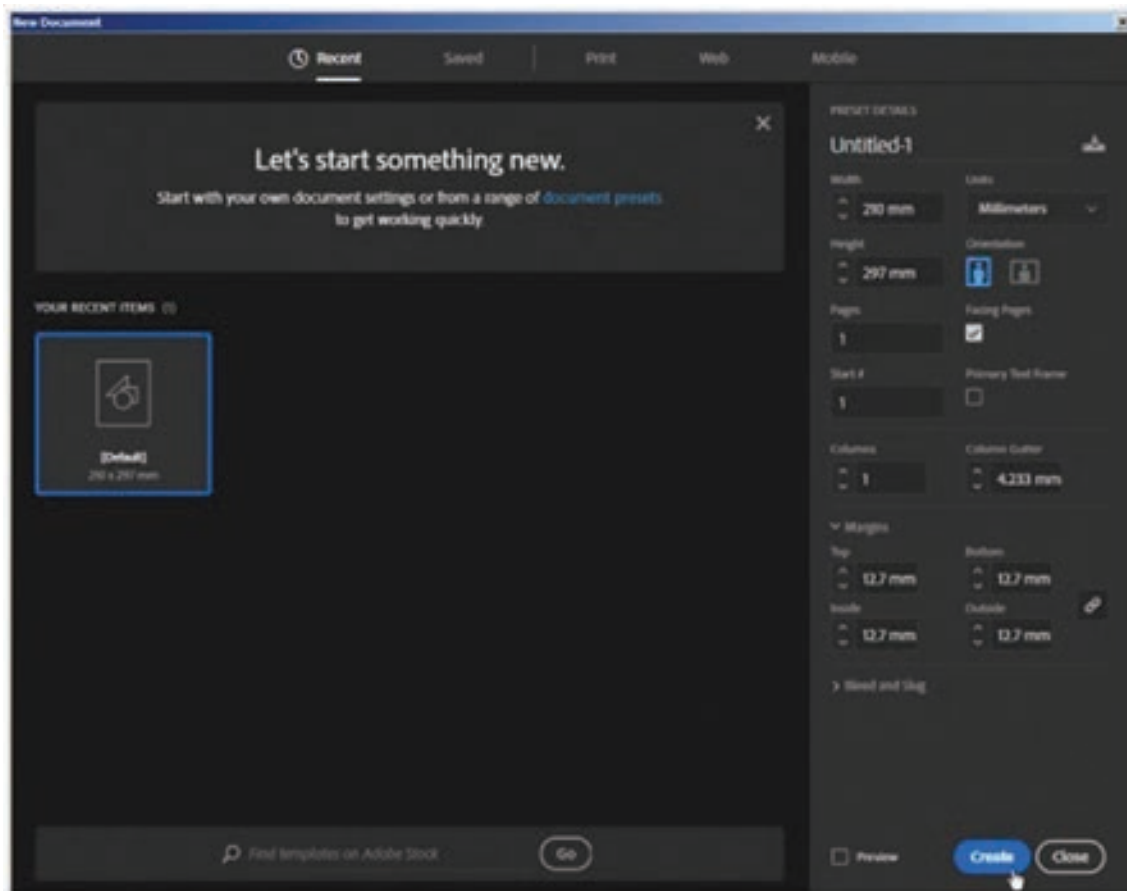 New Document
Recent Saved Print Web Mobile
Let's start something new.
Start with your own document settings or from a range of document presets
to get working quickly
YOUR RECENT ITEMS (1)
[Default]
210 x 297 mm
Find templates on Adobe Stock Go
PRESET DETAILS
Untitled-1
Width Units
210 mm Millimeters
Height Orientation
297 mm
Pages Facing Pages
1
Start # Primary Text Frame
1
Columns Column Gutter
1 4.233 mm
Margins
Top Bottom
12.7 mm 12.7 mm
Inside Outside
12.7 mm 12.7 mm
Bleed and Slug
Preview Create Close